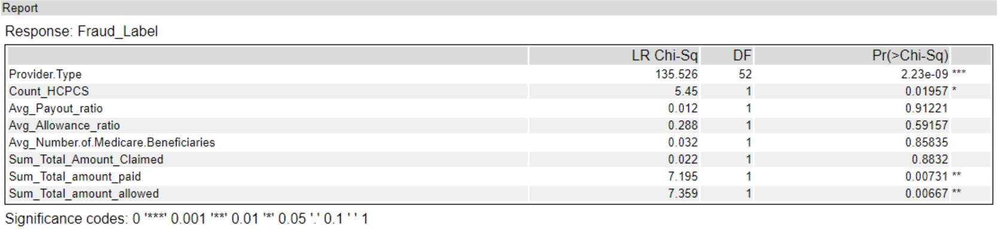 Report
Response: Fraud_Label
LR Chi-Sq DF Pr(>Chi-Sq)
Provider.Type 135.526 52 2.23e-09 ***
Count_HCPCS 5.45 1 0.01957 *
Avg_Payout_ratio 0.012 1 0.91221
Avg_Allowance_ratio 0.288 1 0.59157
Avg_Number.of.Medicare.Beneficiaries 0.032 1 0.85835
Sum_Total_Amount_Claimed 0.022 1 0.8832
Sum_Total_amount_paid 7.195 1 0.00731 **
Sum_Total_amount_allowed 7.359 1 0.00667 **
Significance codes: 0 '***' 0.001 '**' 0.01 '*' 0.05 '.' 0.1 ' ' 1